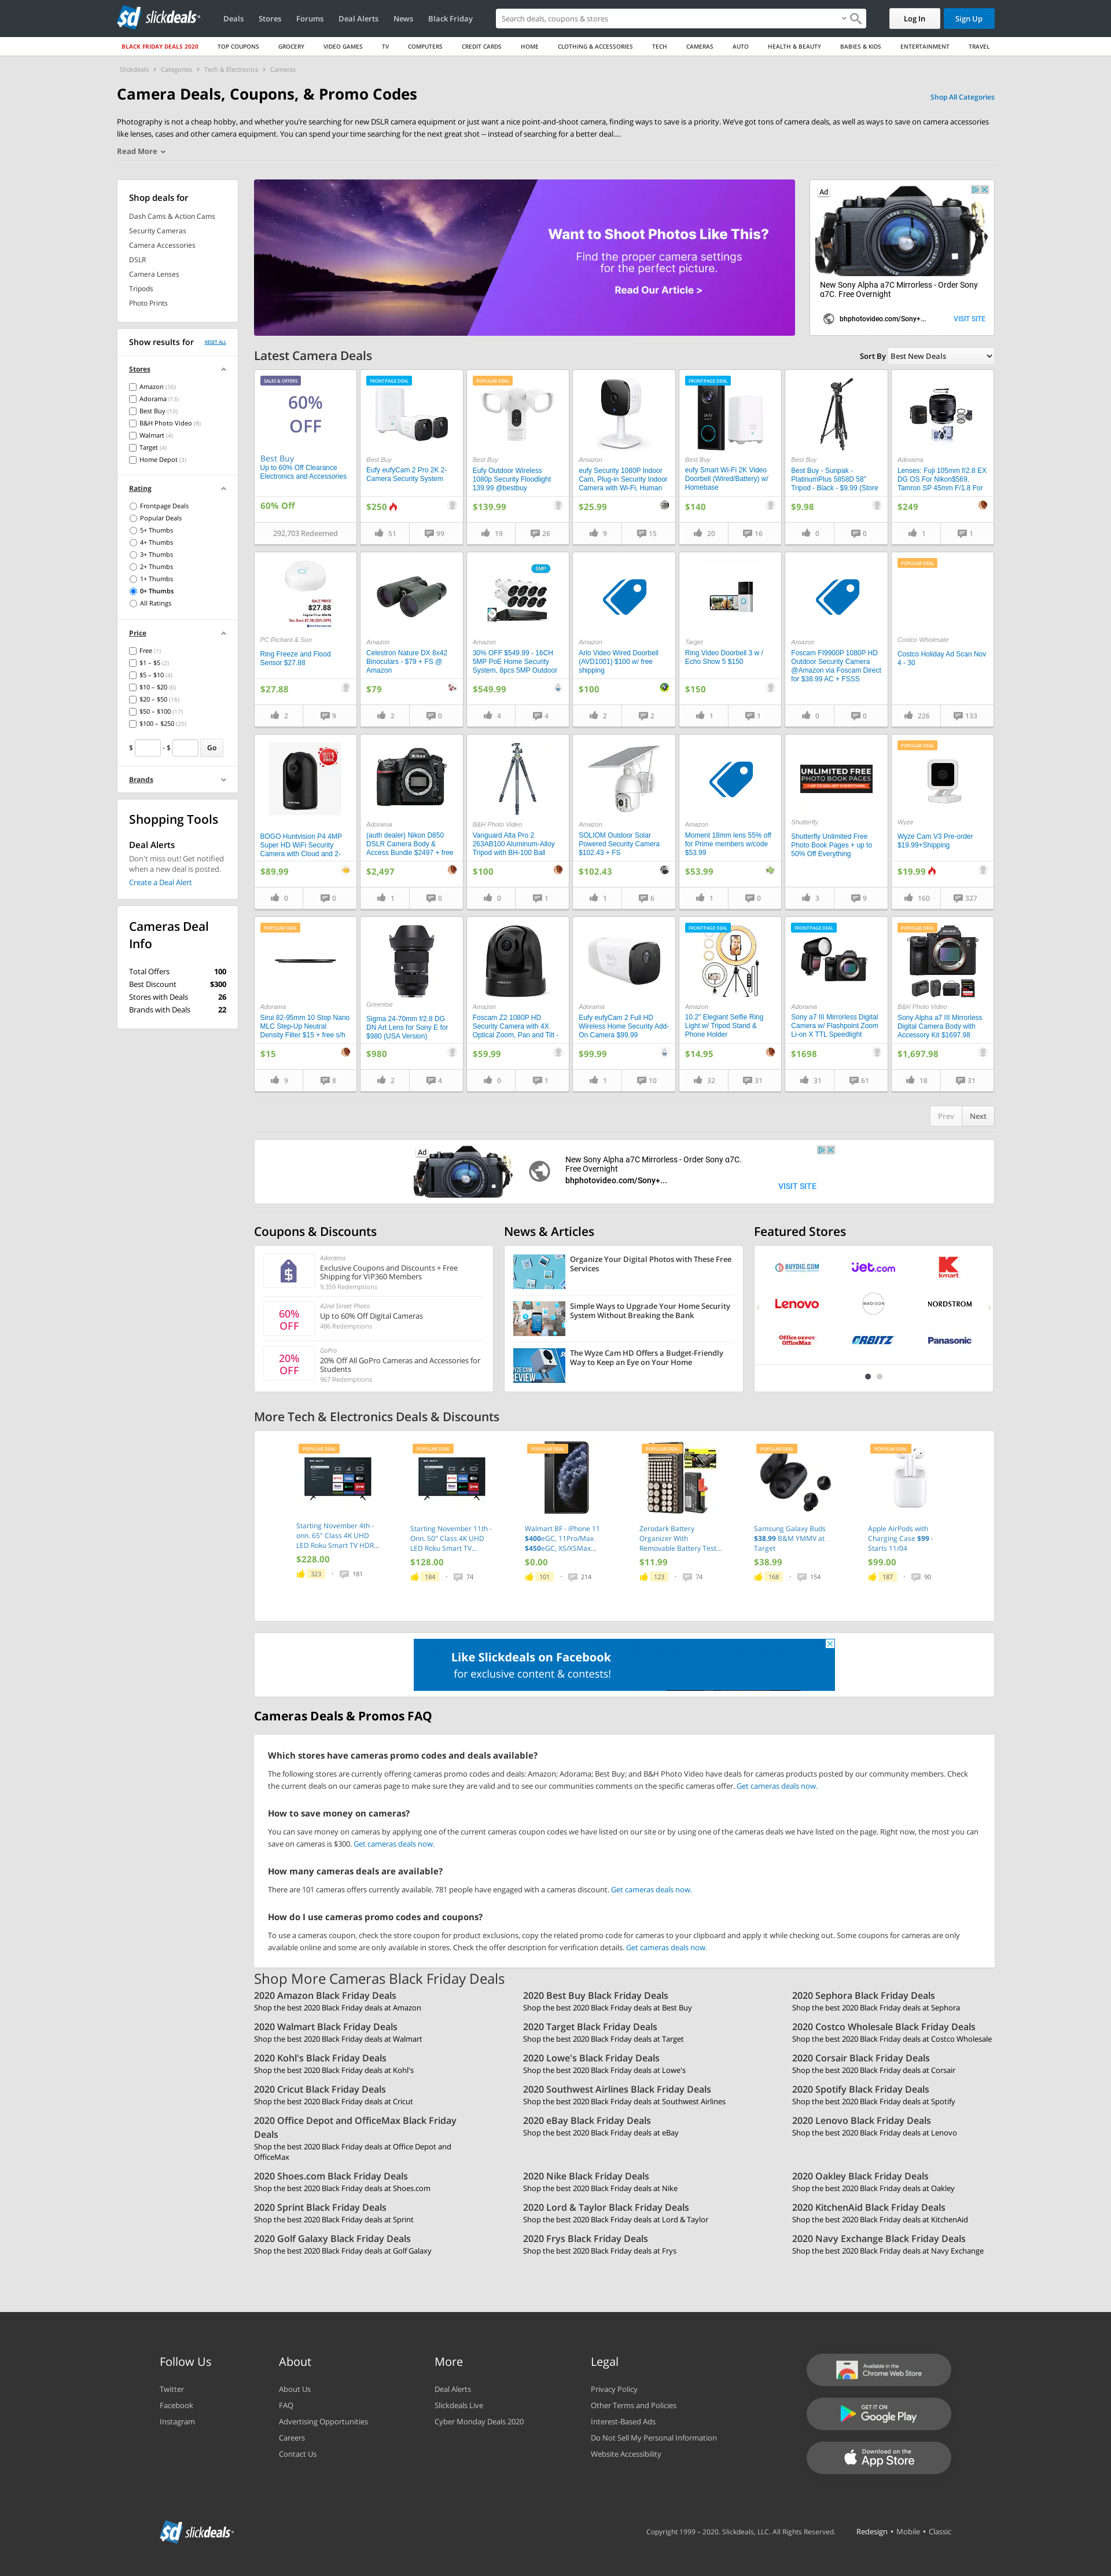 sd slickdeals
Deals Stores Forums Deal Alerts News Black Friday
Search deals, coupons & stores
Log In Sign Up
BLACK FRIDAY DEALS 2020 TOP COUPONS GROCERY VIDEO GAMES TV COMPUTERS CREDIT CARDS HOME CLOTHING & ACCESSORIES TECH CAMERAS AUTO HEALTH & BEAUTY BABIES & KIDS ENTERTAINMENT TRAVEL
Slickdeals Categories Tech & Electronics Cameras
Camera Deals, Coupons, & Promo Codes
Shop All Categories
Photography is not a cheap hobby, and whether you're searching for new DSLR camera equipment or just want a nice point-and-shoot camera, finding ways to save is a priority. We've got tons of camera deals, as well as ways to save on camera accessories
like lenses, cases and other camera equipment. You can spend your time searching for the next great shot -- instead of searching for a better deal....
Read More
Shop deals for
Dash Cams & Action Cams
Security Cameras
Camera Accessories
DSLR
Camera Lenses
Tripods
Photo Prints
Show results for RESET ALL
Stores
Amazon (36)
Adorama (13)
Best Buy (10)
B&H Photo Video (8)
Walmart (4)
Target (4)
Home Depot (3)
Rating
Frontpage Deals
Popular Deals
5+ Thumbs
4+ Thumbs
3+ Thumbs
2+ Thumbs
1+ Thumbs
0+ Thumbs
All Ratings
Price
Free (1)
$1 – $5 (2)
$5 – $10 (4)
$10 – $20 (6)
$20 – $50 (16)
$50 – $100 (17)
$100 – $250 (20)
$ - $ Go
Brands
Shopping Tools
Deal Alerts
Don't miss out! Get notified
when a new deal is posted.
Create a Deal Alert
Cameras Deal
Info
Total Offers 100
Best Discount $300
Stores with Deals 26
Brands with Deals 22
Want to Shoot Photos Like This?
Find the proper camera settings
for the perfect picture.
Read Our Article >
Ad
New Sony Alpha a7C Mirrorless - Order Sony
α7C. Free Overnight
bhphotovideo.com/Sony+...
VISIT SITE
Latest Camera Deals
Sort By Best New Deals
SALES & OFFERS
60%
OFF
Best Buy
Up to 60% Off Clearance
Electronics and Accessories
60% Off
292,703 Redeemed
FRONTPAGE DEAL
Best Buy
Eufy eufyCam 2 Pro 2K 2-
Camera Security System
$250
51 99
POPULAR DEAL
Best Buy
Eufy Outdoor Wireless
1080p Security Floodlight
139.99 @bestbuy
$139.99
19 26
Amazon
eufy Security 1080P Indoor
Cam, Plug-in Security Indoor
Camera with Wi-Fi, Human
$25.99
9 15
FRONTPAGE DEAL
Best Buy
eufy Smart Wi-Fi 2K Video
Doorbell (Wired/Battery) w/
Homebase
$140
20 16
Best Buy
Best Buy - Sunpak -
PlatinumPlus 5858D 58"
Tripod - Black - $9.99 (Store
$9.98
0 0
Adorama
Lenses: Fuji 105mm f/2.8 EX
DG OS For Nikon$569,
Tamron SP 45mm F/1.8 For
$249
1 1
SALE PRICE
$27.88
PC Richard & Son
Ring Freeze and Flood
Sensor $27.88
$27.88
2 9
Amazon
Celestron Nature DX 8x42
Binoculars - $79 + FS @
Amazon
$79
2 0
5MP
Amazon
30% OFF $549.99 - 16CH
5MP PoE Home Security
System, 8pcs 5MP Outdoor
$549.99
4 4
Amazon
Arlo Video Wired Doorbell
(AVD1001) $100 w/ free
shipping
$100
2 2
Target
Ring Video Doorbell 3 w /
Echo Show 5 $150
$150
1 1
Amazon
Foscam FI9900P 1080P HD
Outdoor Security Camera
@Amazon via Foscam Direct
for $38.99 AC + FSSS
0 0
POPULAR DEAL
Costco Wholesale
Costco Holiday Ad Scan Nov
4 - 30
226 133
BOGO Huntvision P4 4MP
Super HD WiFi Security
Camera with Cloud and 2-
$89.99
0 0
Adorama
(auth dealer) Nikon D850
DSLR Camera Body &
Access Bundle $2497 + free
$2,497
1 0
B&H Photo Video
Vanguard Alta Pro 2
263AB100 Aluminum-Alloy
Tripod with BH-100 Ball
$100
0 1
Amazon
SOLIOM Outdoor Solar
Powered Security Camera
$102.43 + FS
$102.43
1 6
Amazon
Moment 18mm lens 55% off
for Prime members w/code
$53.99
$53.99
1 0
UNLIMITED FREE
PHOTO BOOK PAGES
Shutterfly
Shutterfly Unlimited Free
Photo Book Pages + up to
50% Off Everything
3 9
POPULAR DEAL
Wyze
Wyze Cam V3 Pre-order
$19.99+Shipping
$19.99
160 327
POPULAR DEAL
Adorama
Sirui 82-95mm 10 Stop Nano
MLC Step-Up Neutral
Density Filter $15 + free s/h
$15
9 8
Greentoe
Sigma 24-70mm f/2.8 DG
DN Art Lens for Sony E for
$980 (USA Version)
$980
2 4
Amazon
Foscam Z2 1080P HD
Security Camera with 4X
Optical Zoom, Pan and Tilt -
$59.99
0 1
Adorama
Eufy eufyCam 2 Full HD
Wireless Home Security Add-
On Camera $99.99
$99.99
1 10
FRONTPAGE DEAL
Amazon
10.2" Elegiant Selfie Ring
Light w/ Tripod Stand &
Phone Holder
$14.95
32 31
FRONTPAGE DEAL
Adorama
Sony a7 III Mirrorless Digital
Camera w/ Flashpoint Zoom
Li-on X TTL Speedlight
$1698
31 61
POPULAR DEAL
B&H Photo Video
Sony Alpha a7 III Mirrorless
Digital Camera Body with
Accessory Kit $1697.98
$1,697.98
18 31
Prev Next
Ad
New Sony Alpha a7C Mirrorless - Order Sony α7C.
Free Overnight
bhphotovideo.com/Sony+...
VISIT SITE
Coupons & Discounts
Adorama
Exclusive Coupons and Discounts + Free
Shipping for VIP360 Members
9,359 Redemptions
60%
OFF
42nd Street Photo
Up to 60% Off Digital Cameras
486 Redemptions
20%
OFF
GoPro
20% Off All GoPro Cameras and Accessories for
Students
967 Redemptions
News & Articles
Organize Your Digital Photos with These Free
Services
Simple Ways to Upgrade Your Home Security
System Without Breaking the Bank
The Wyze Cam HD Offers a Budget-Friendly
Way to Keep an Eye on Your Home
Featured Stores
BUYDIG.COM Jet.com Kmart
Lenovo MADISON NORDSTROM
Office DEPOT OfficeMax ORBITZ Panasonic
More Tech & Electronics Deals & Discounts
POPULAR DEAL
Starting November 4th -
onn. 65" Class 4K UHD
LED Roku Smart TV HDR...
$228.00
323 · 181
POPULAR DEAL
Starting November 11th -
Onn. 50" Class 4K UHD
LED Roku Smart TV...
$128.00
184 · 74
POPULAR DEAL
Walmart BF - iPhone 11
$400eGC, 11Pro/Max
$450eGC, XS/XSMax...
$0.00
101 · 214
POPULAR DEAL
Zerodark Battery
Organizer With
Removable Battery Test...
$11.99
123 · 74
POPULAR DEAL
Samsung Galaxy Buds
$38.99 B&M YMMV at
Target
$38.99
168 · 154
POPULAR DEAL
Apple AirPods with
Charging Case $99 -
Starts 11/04
$99.00
187 · 90
Like Slickdeals on Facebook
for exclusive content & contests!
Cameras Deals & Promos FAQ
Which stores have cameras promo codes and deals available?
The following stores are currently offering cameras promo codes and deals: Amazon; Adorama; Best Buy; and B&H Photo Video have deals for cameras products posted by our community members. Check
the current deals on our cameras page to make sure they are valid and to see our communities comments on the specific cameras offer. Get cameras deals now.
How to save money on cameras?
You can save money on cameras by applying one of the current cameras coupon codes we have listed on our site or by using one of the cameras deals we have listed on the page. Right now, the most you can
save on cameras is $300. Get cameras deals now.
How many cameras deals are available?
There are 101 cameras offers currently available. 781 people have engaged with a cameras discount. Get cameras deals now.
How do I use cameras promo codes and coupons?
To use a cameras coupon, check the store coupon for product exclusions, copy the related promo code for cameras to your clipboard and apply it while checking out. Some coupons for cameras are only
available online and some are only available in stores. Check the offer description for verification details. Get cameras deals now.
Shop More Cameras Black Friday Deals
2020 Amazon Black Friday Deals
Shop the best 2020 Black Friday deals at Amazon
2020 Best Buy Black Friday Deals
Shop the best 2020 Black Friday deals at Best Buy
2020 Sephora Black Friday Deals
Shop the best 2020 Black Friday deals at Sephora
2020 Walmart Black Friday Deals
Shop the best 2020 Black Friday deals at Walmart
2020 Target Black Friday Deals
Shop the best 2020 Black Friday deals at Target
2020 Costco Wholesale Black Friday Deals
Shop the best 2020 Black Friday deals at Costco Wholesale
2020 Kohl's Black Friday Deals
Shop the best 2020 Black Friday deals at Kohl's
2020 Lowe's Black Friday Deals
Shop the best 2020 Black Friday deals at Lowe's
2020 Corsair Black Friday Deals
Shop the best 2020 Black Friday deals at Corsair
2020 Cricut Black Friday Deals
Shop the best 2020 Black Friday deals at Cricut
2020 Southwest Airlines Black Friday Deals
Shop the best 2020 Black Friday deals at Southwest Airlines
2020 Spotify Black Friday Deals
Shop the best 2020 Black Friday deals at Spotify
2020 Office Depot and OfficeMax Black Friday
Deals
Shop the best 2020 Black Friday deals at Office Depot and
OfficeMax
2020 eBay Black Friday Deals
Shop the best 2020 Black Friday deals at eBay
2020 Lenovo Black Friday Deals
Shop the best 2020 Black Friday deals at Lenovo
2020 Shoes.com Black Friday Deals
Shop the best 2020 Black Friday deals at Shoes.com
2020 Nike Black Friday Deals
Shop the best 2020 Black Friday deals at Nike
2020 Oakley Black Friday Deals
Shop the best 2020 Black Friday deals at Oakley
2020 Sprint Black Friday Deals
Shop the best 2020 Black Friday deals at Sprint
2020 Lord & Taylor Black Friday Deals
Shop the best 2020 Black Friday deals at Lord & Taylor
2020 KitchenAid Black Friday Deals
Shop the best 2020 Black Friday deals at KitchenAid
2020 Golf Galaxy Black Friday Deals
Shop the best 2020 Black Friday deals at Golf Galaxy
2020 Frys Black Friday Deals
Shop the best 2020 Black Friday deals at Frys
2020 Navy Exchange Black Friday Deals
Shop the best 2020 Black Friday deals at Navy Exchange
Follow Us
Twitter
Facebook
Instagram
About
About Us
FAQ
Advertising Opportunities
Careers
Contact Us
More
Deal Alerts
Slickdeals Live
Cyber Monday Deals 2020
Legal
Privacy Policy
Other Terms and Policies
Interest-Based Ads
Do Not Sell My Personal Information
Website Accessibility
Available in the
Chrome Web Store
GET IT ON
Google Play
Download on the
App Store
sd slickdeals
Copyright 1999 – 2020. Slickdeals, LLC. All Rights Reserved. Redesign • Mobile • Classic